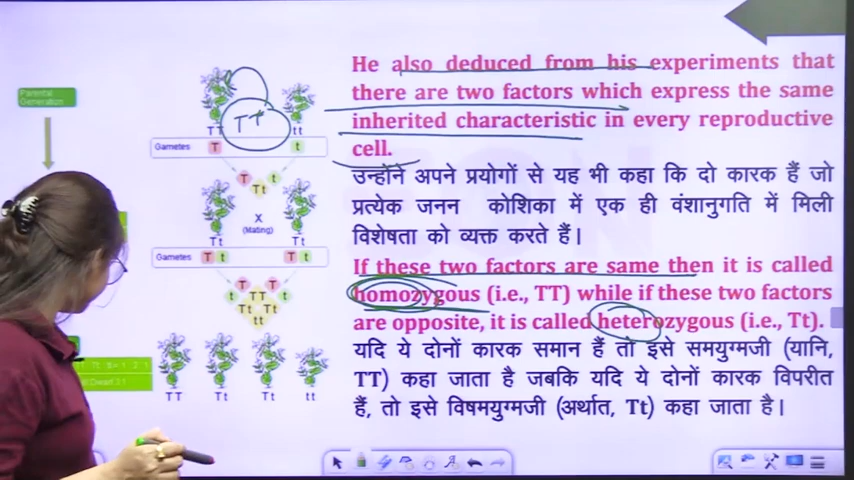 He also deduced from his experiments that
there are two factors which express the same
inherited characteristic in every reproductive
cell.
उन्होंने अपने प्रयोगों से यह भी कहा कि दो कारक हैं जो
प्रत्येक जनन कोशिका में एक ही वंशानुगति में मिली
विशेषता को व्यक्त करते हैं।
If these two factors are same then it is called
homozygous (i.e., TT) while if these two factors
are opposite, it is called heterozygous (i.e., Tt).
यदि ये दोनों कारक समान हैं तो इसे समयुग्मजी (यानि,
TT) कहा जाता है जबकि यदि ये दोनों कारक विपरीत
हैं, तो इसे विषमयुग्मजी (अर्थात, Tt) कहा जाता है।
Parental
Generation
tt
Gametes T t
T t
Tt
X
(Mating)
Tt Tt
Gametes T t T t
T T
t TT t
Tt Tt
tt
TT Tt Tt tt